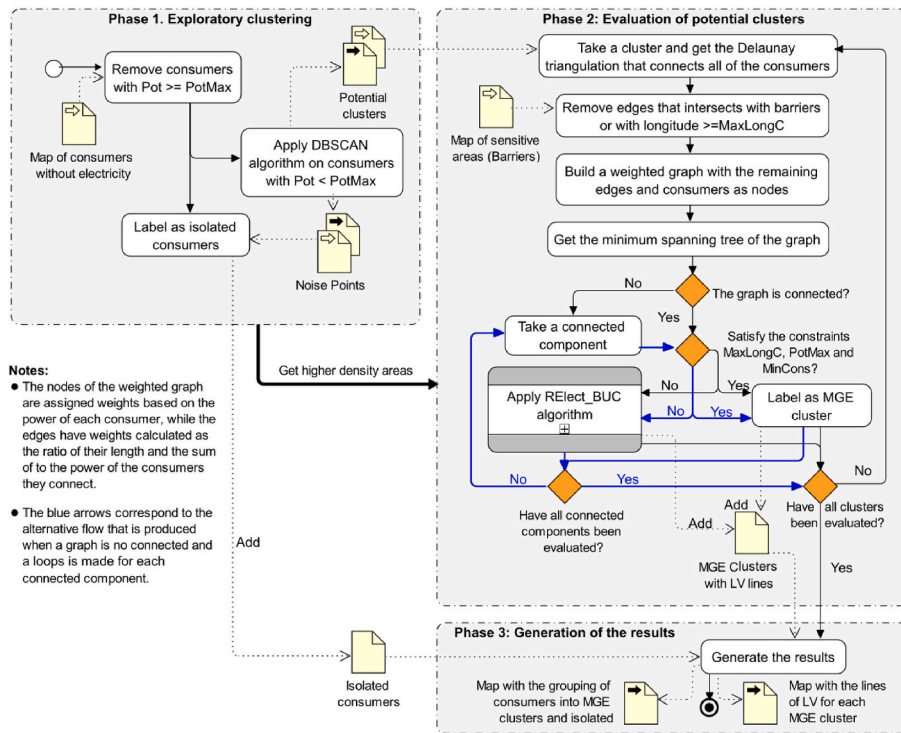 Phase 1. Exploratory clustering
Remove consumers
with Pot >= PotMax
Map of consumers
without electricity
Potential
clusters
Apply DBSCAN
algorithm on consumers
with Pot < PotMax
Label as isolated
consumers
Noise Points
Phase 2: Evaluation of potential clusters
Take a cluster and get the Delaunay
triangulation that connects all of the consumers
Map of sensitive
areas (Barriers)
Remove edges that intersects with barriers
or with longitude >=MaxLongC
Build a weighted graph with the remaining
edges and consumers as nodes
Get the minimum spanning tree of the graph
No
The graph is connected?
Yes
Take a connected
component
Satisfy the constraints
MaxLongC, PotMax and
MinCons?
No
Yes
Apply RElect_BUC
algorithm
No
Yes
Label as MGE
cluster
No
Yes
No
Have all connected
components been
evaluated?
Have all clusters
been evaluated?
Add
Add
MGE Clusters
with LV lines
Yes
Get higher density areas
Notes:
● The nodes of the weighted graph
are assigned weights based on the
power of each consumer, while the
edges have weights calculated as
the ratio of their length and the sum
of to the power of the consumers
they connect.
● The blue arrows correspond to the
alternative flow that is produced
when a graph is no connected and
a loops is made for each
connected component.
Add
Isolated
consumers
Phase 3: Generation of the results
Generate the results
Map with the grouping of
consumers into MGE
clusters and isolated
Map with the lines
of LV for each
MGE cluster